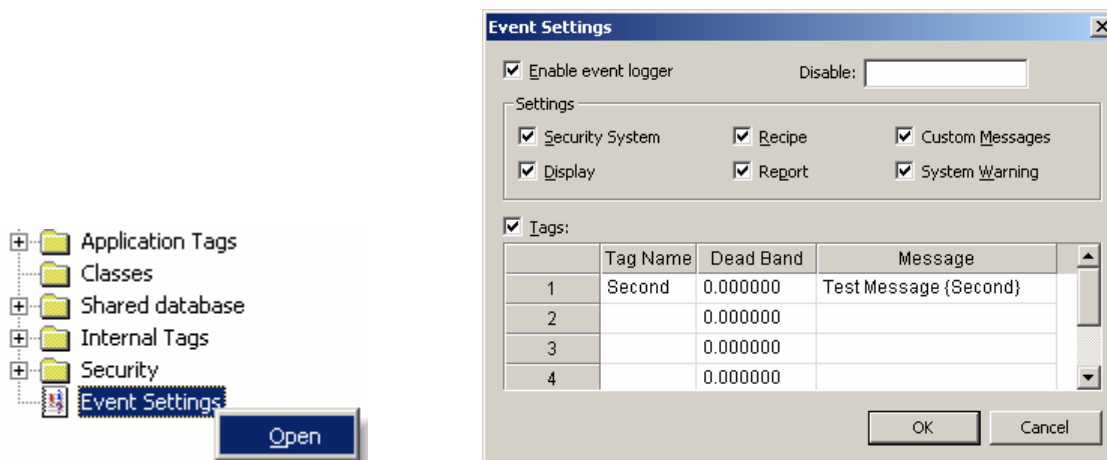 Application Tags
Classes
Shared database
Internal Tags
Security
Event Settings
Open
Event Settings
Enable event logger Disable:
Settings
Security System Recipe Custom Messages
Display Report System Warning
Tags:
Tag Name Dead Band Message
1 Second 0.000000 Test Message {Second}
2 0.000000
3 0.000000
4 0.000000
OK Cancel